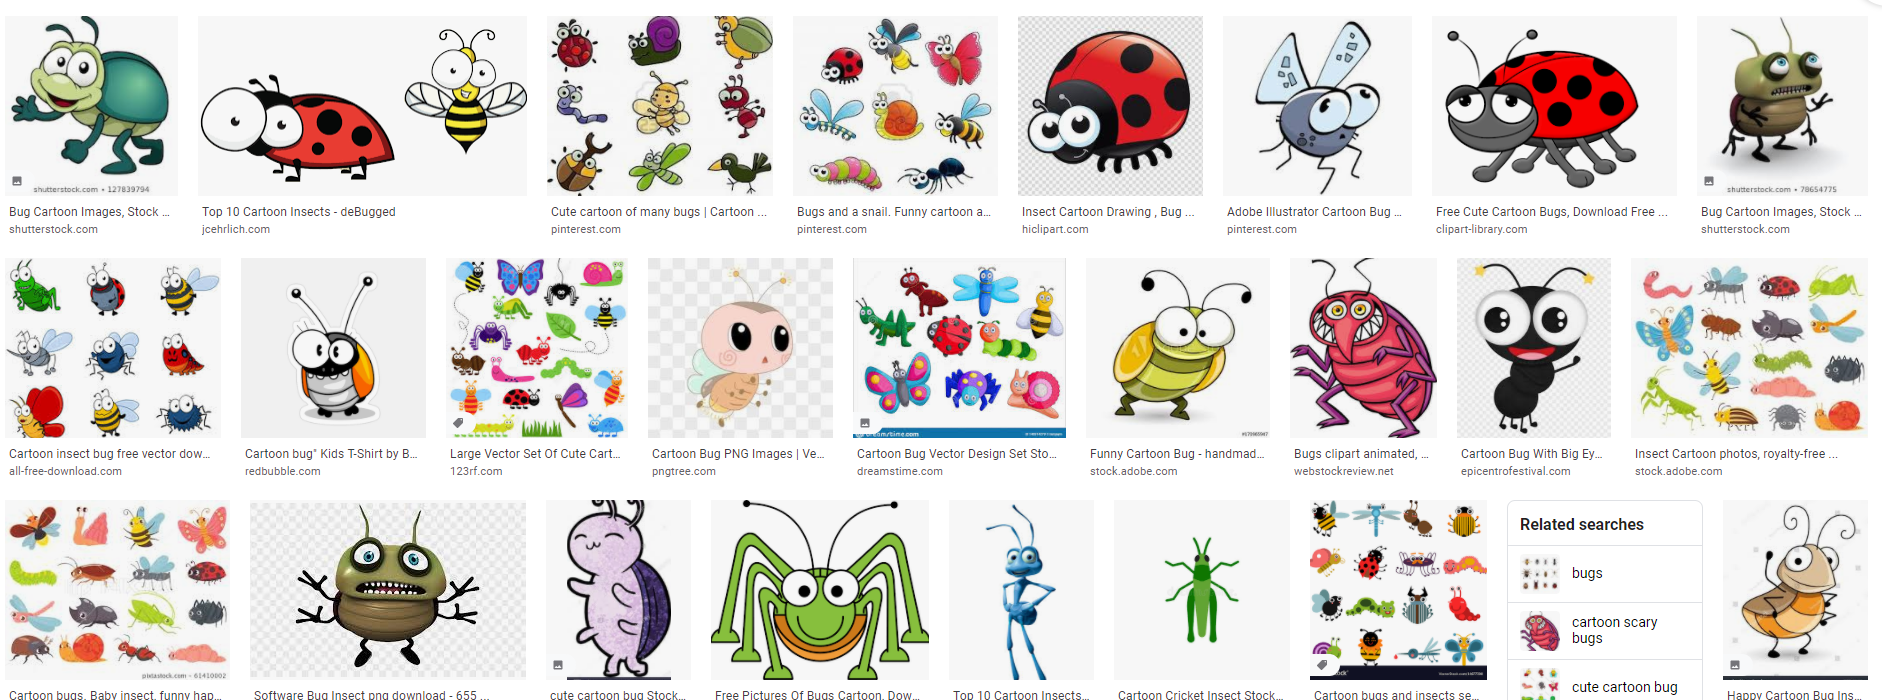 shutterstock.com • 127839794
Bug Cartoon Images, Stock ...
shutterstock.com
Top 10 Cartoon Insects - deBugged
jcehrlich.com
Cute cartoon of many bugs | Cartoon ...
pinterest.com
Bugs and a snail. Funny cartoon a...
pinterest.com
Insect Cartoon Drawing , Bug ...
hiclipart.com
Adobe Illustrator Cartoon Bug ...
pinterest.com
Free Cute Cartoon Bugs, Download Free ...
clipart-library.com
shutterstock.com • 78654775
Bug Cartoon Images, Stock ...
shutterstock.com
Cartoon insect bug free vector dow...
all-free-download.com
Cartoon bug" Kids T-Shirt by B...
redbubble.com
Large Vector Set Of Cute Cart...
123rf.com
Cartoon Bug PNG Images | Ve...
pngtree.com
dreamstime.com
Cartoon Bug Vector Design Set Sto...
dreamstime.com
Funny Cartoon Bug - handmad...
stock.adobe.com
Bugs clipart animated, ...
webstockreview.net
Cartoon Bug With Big Ey...
epicentrofestival.com
Insect Cartoon photos, royalty-free ...
stock.adobe.com
pixtastock.com - 61410002
Cartoon bugs. Baby insect, funny hap...
Software Bug Insect png download - 655 ...
cute cartoon bug Stock...
Free Pictures Of Bugs Cartoon, Dow...
Top 10 Cartoon Insects...
Cartoon Cricket Insect Stock...
Cartoon bugs and insects se...
Related searches
bugs
cartoon scary
bugs
cute cartoon bug
Happy Cartoon Bug Ins...